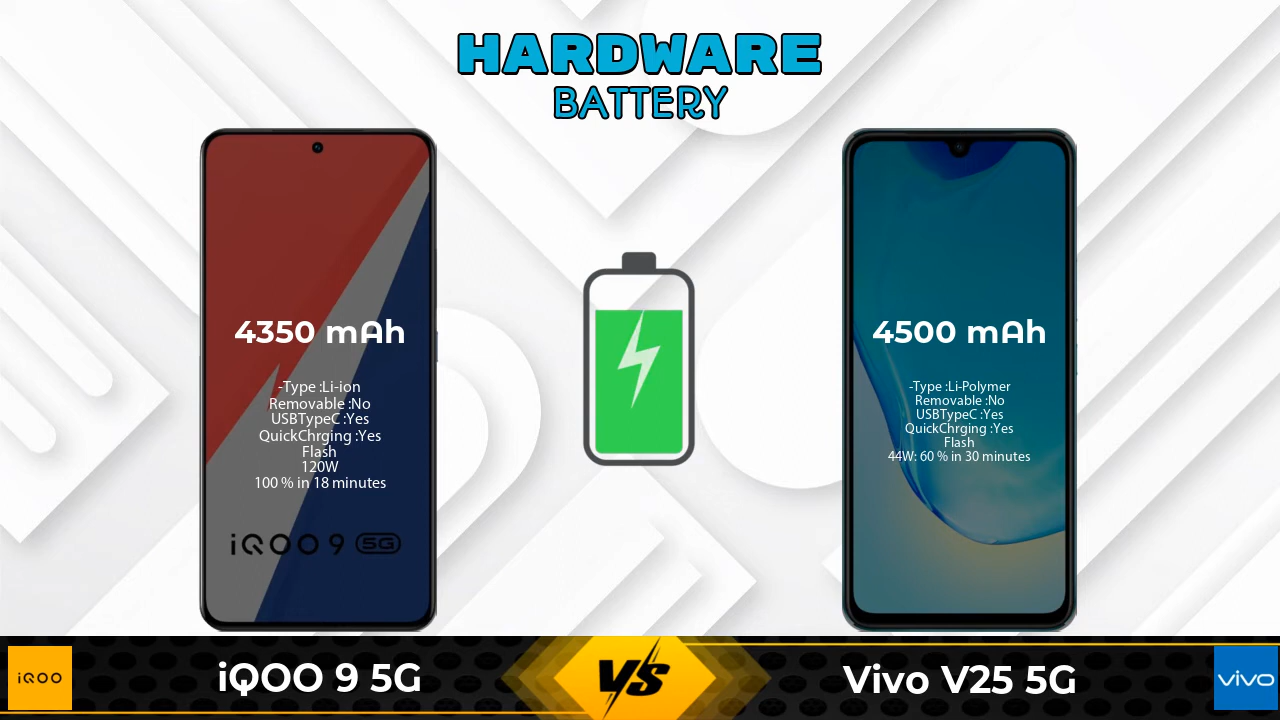 HARDWARE
BATTERY
4350 mAh
-Type :Li-ion
Removable :No
USBTypeC :Yes
QuickChrging :Yes
Flash
120W
100 % in 18 minutes
iQOO 9 5G
4500 mAh
-Type :Li-Polymer
Removable :No
USBTypeC :Yes
QuickChrging :Yes
Flash
44W: 60 % in 30 minutes
iQOO
iQOO 9 5G
VS
Vivo V25 5G
vivo